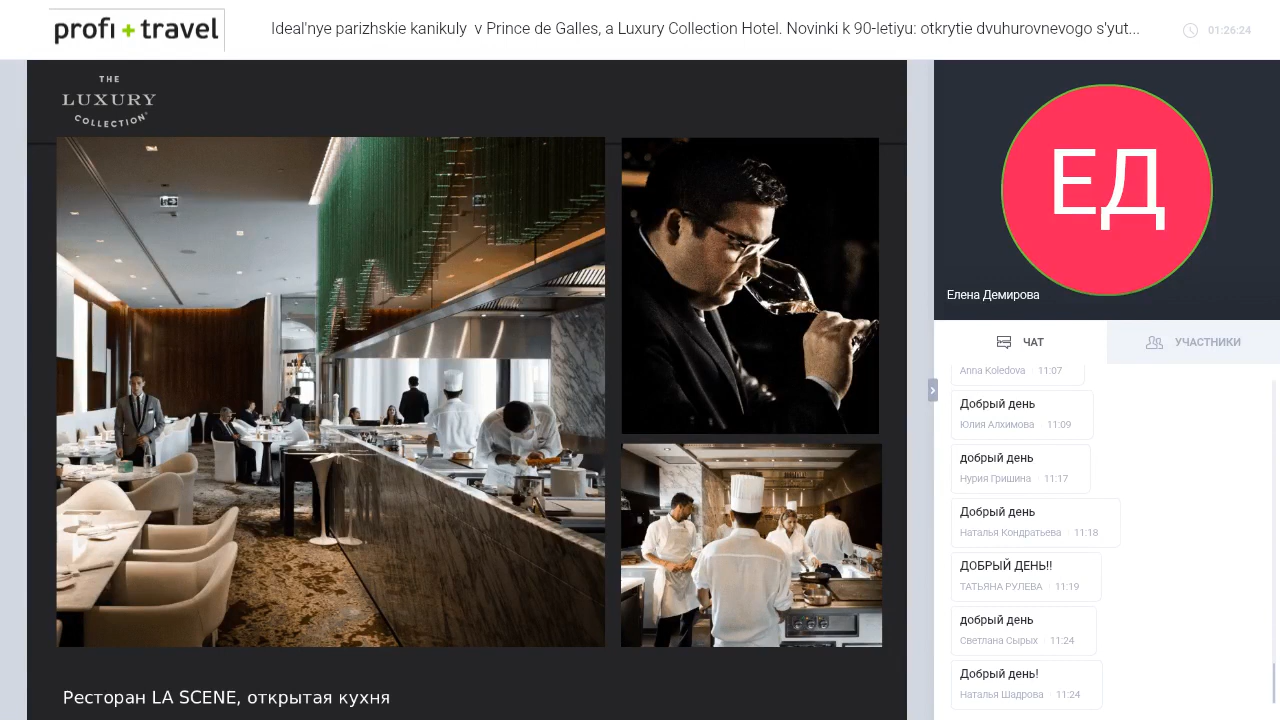 profi + travel
Ideal'nye parizhskie kanikuly v Prince de Galles, a Luxury Collection Hotel. Novinki k 90-letiyu: otkrytie dvuhurovnevogo s'yut...
01:26:24
THE
LUXURY
COLLECTION
ЕД
Елена Демирова
ЧАТ
УЧАСТНИКИ
Anna Koledova 11:07
Добрый день
Юлия Алхимова 11:09
добрый день
Нурия Гришина 11:17
Добрый день
Наталья Кондратьева 11:18
ДОБРЫЙ ДЕНЬ!!
ТАТЬЯНА РУЛЕВА 11:19
добрый день
Светлана Сырых 11:24
Добрый день!
Наталья Шадрова 11:24
Ресторан LA SCENE, открытая кухня